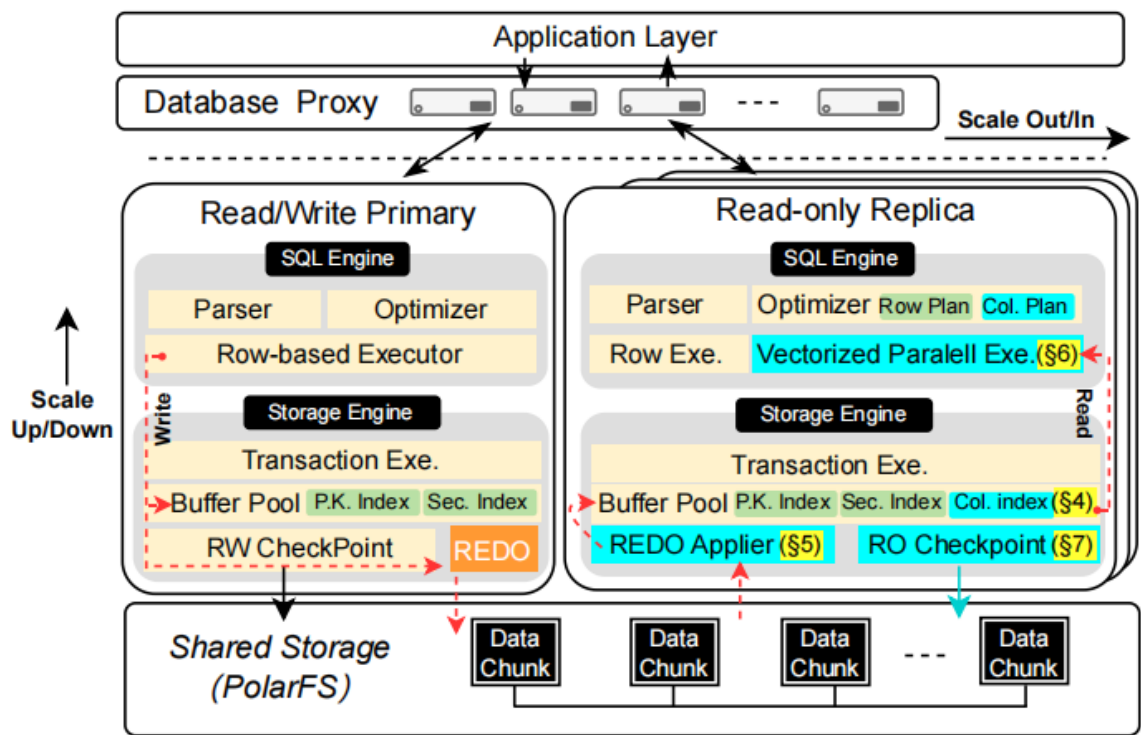 Application Layer
Database Proxy
---
Scale Out/In
Read/Write Primary
SQL Engine
Parser
Optimizer
Row-based Executor
Write
Storage Engine
Transaction Exe.
Buffer Pool P.K. Index Sec. Index
RW CheckPoint
REDO
Scale
Up/Down
Read-only Replica
SQL Engine
Parser
Optimizer Row Plan Col. Plan
Row Exe.
Vectorized Paralell Exe.(§6)
Read
Storage Engine
Transaction Exe.
Buffer Pool P.K. Index Sec. Index Col. index(§4)
REDO Applier(§5)
RO Checkpoint(§7)
Shared Storage
(PolarFS)
Data
Chunk
Data
Chunk
Data
Chunk
---
Data
Chunk